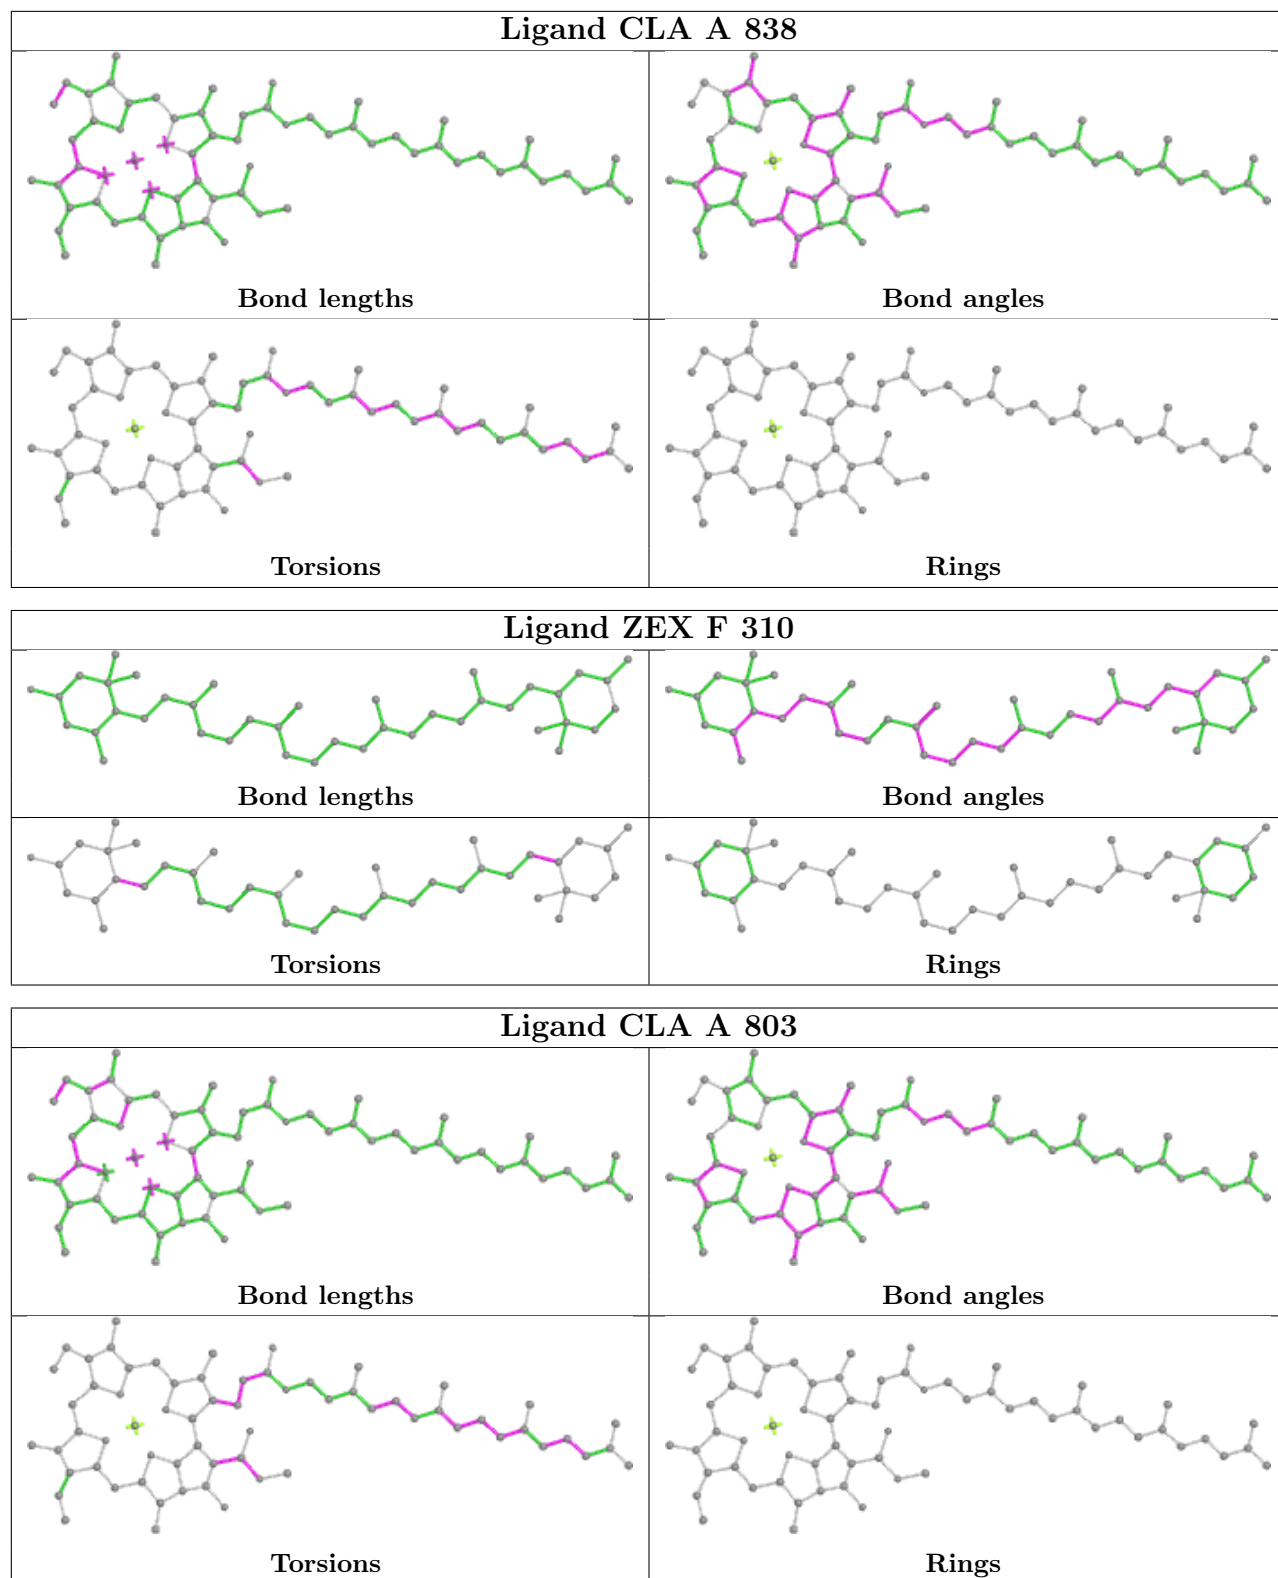 Ligand CLA A 838
Bond lengths
Bond angles
Torsions
Rings
Ligand ZEX F 310
Bond lengths
Bond angles
Torsions
Rings
Ligand CLA A 803
Bond lengths
Bond angles
Torsions
Rings